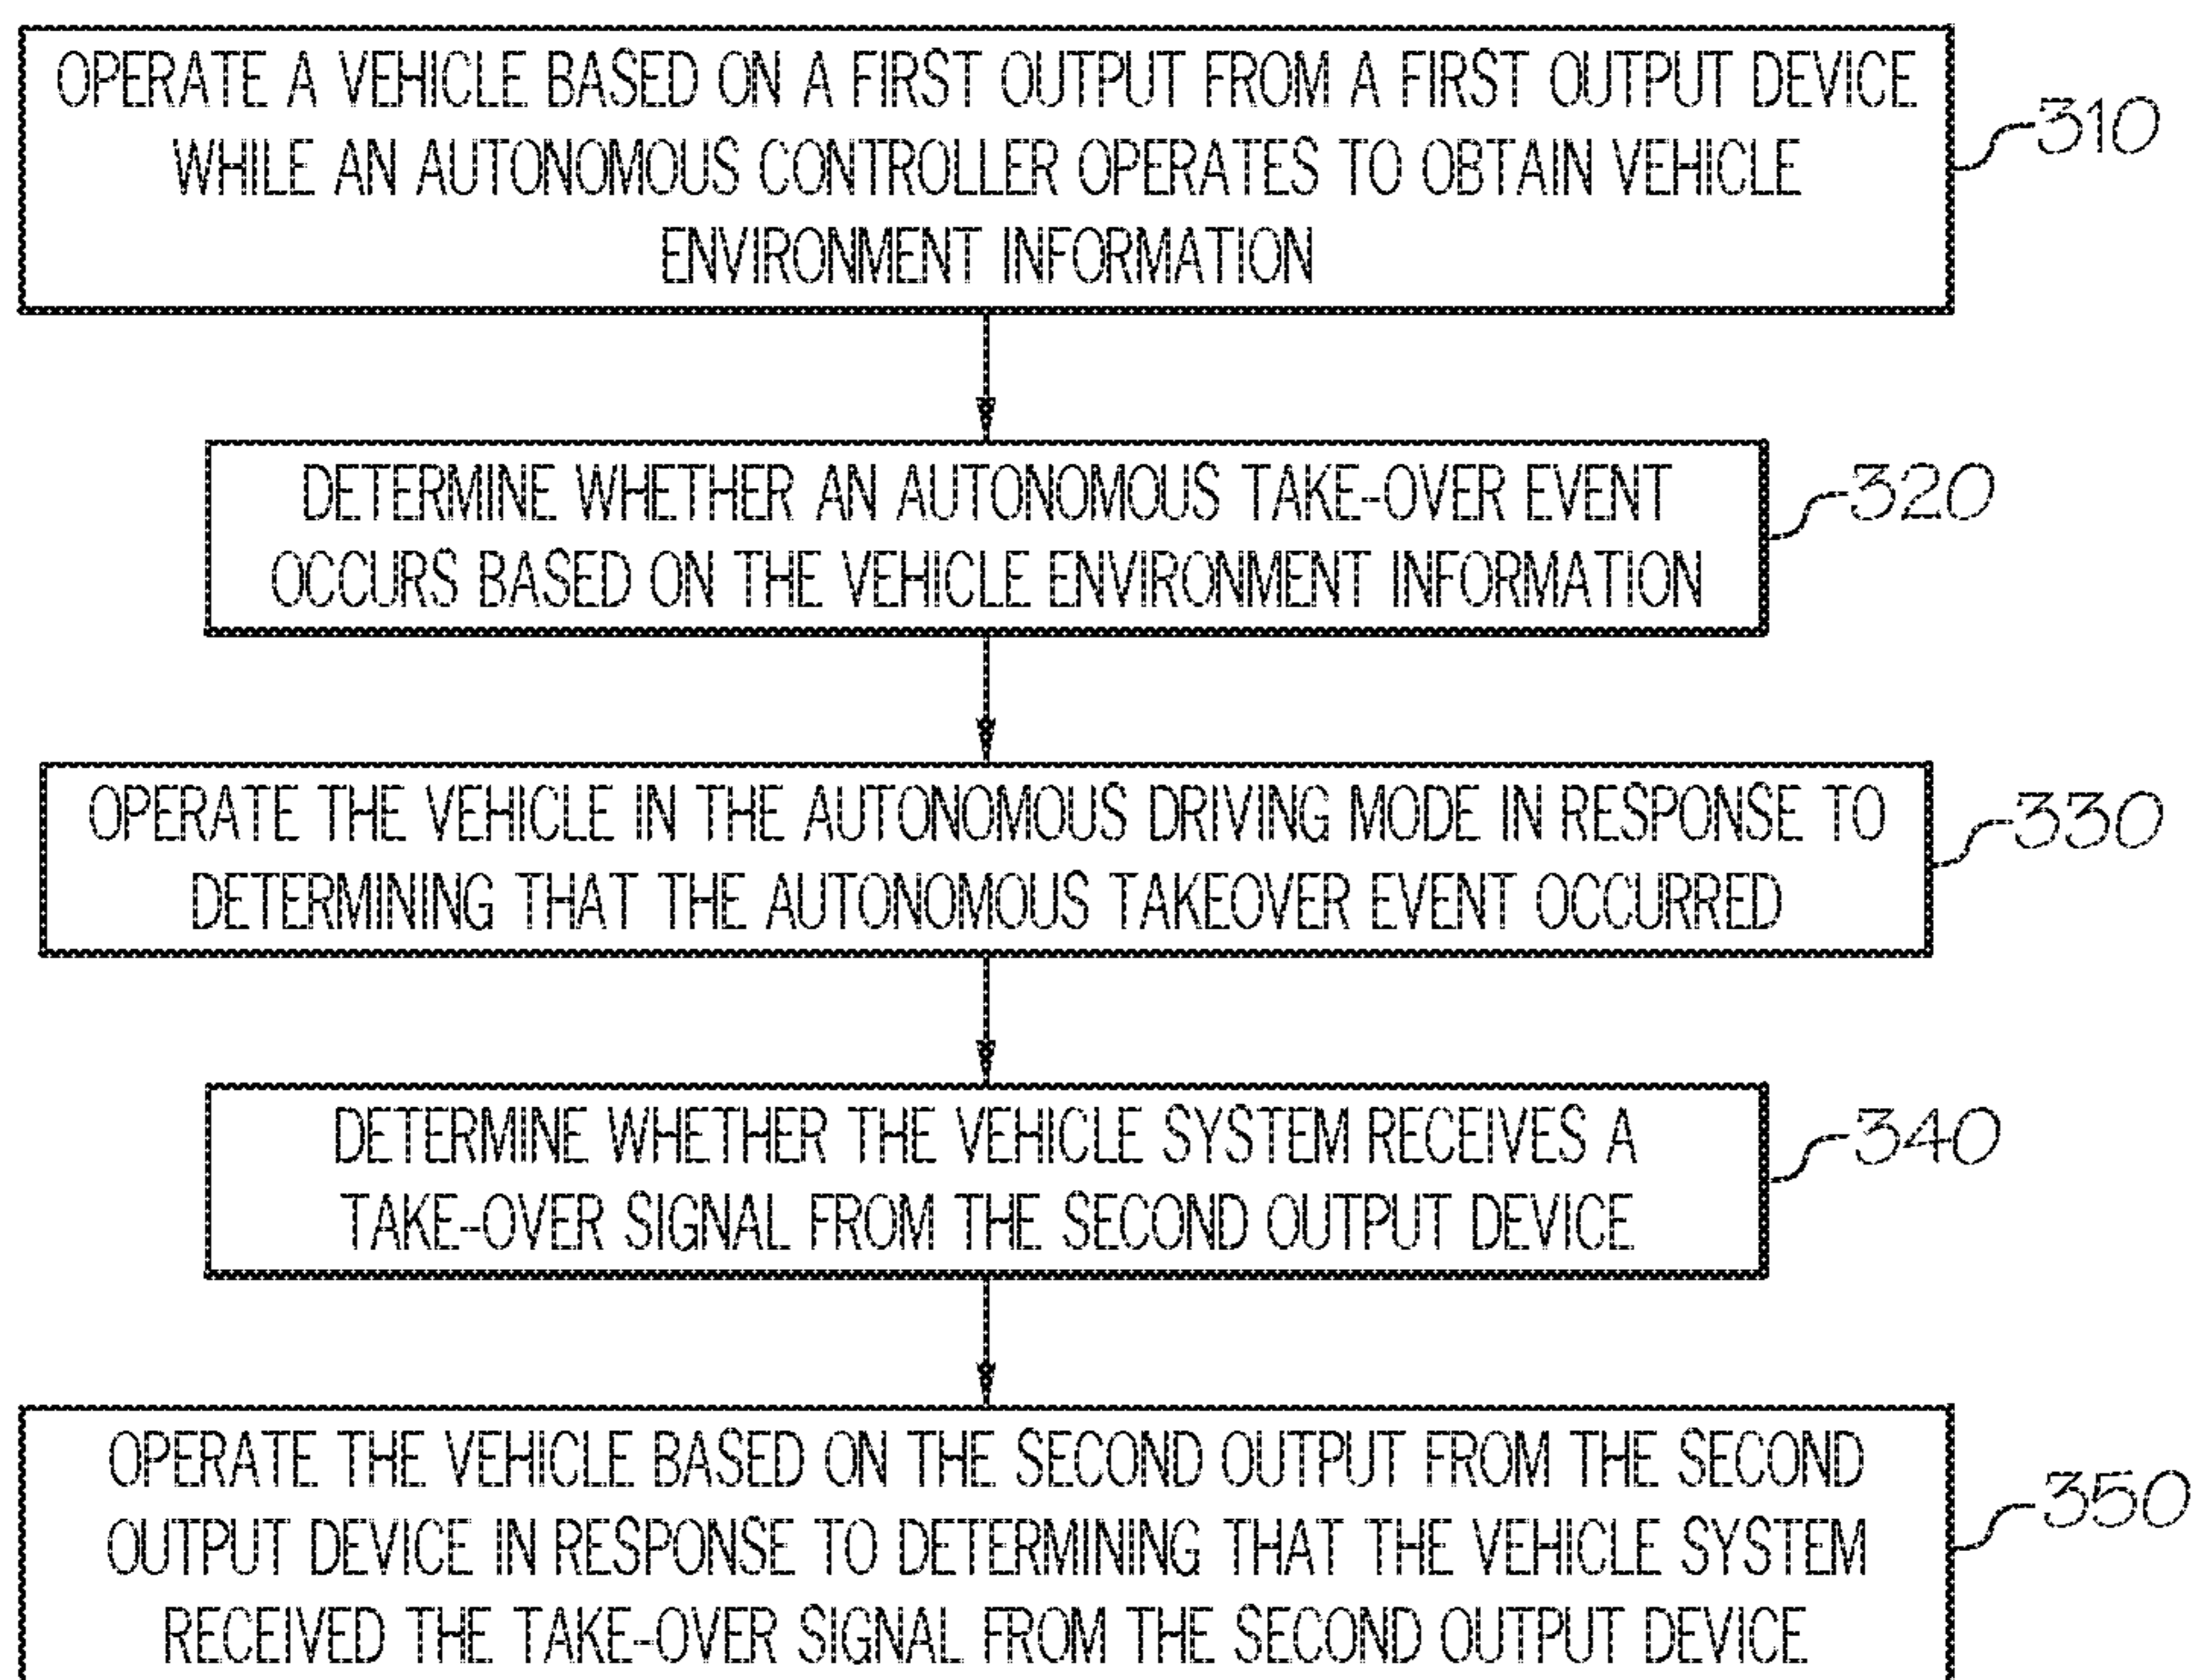 OPERATE A VEHICLE BASED ON A FIRST OUTPUT FROM A FIRST OUTPUT DEVICE
WHILE AN AUTONOMOUS CONTROLLER OPERATES TO OBTAIN VEHICLE
ENVIRONMENT INFORMATION
310
DETERMINE WHETHER AN AUTONOMOUS TAKE-OVER EVENT
OCCURS BASED ON THE VEHICLE ENVIRONMENT INFORMATION
320
OPERATE THE VEHICLE IN THE AUTONOMOUS DRIVING MODE IN RESPONSE TO
DETERMINING THAT THE AUTONOMOUS TAKEOVER EVENT OCCURRED
330
DETERMINE WHETHER THE VEHICLE SYSTEM RECEIVES A
TAKE-OVER SIGNAL FROM THE SECOND OUTPUT DEVICE
340
OPERATE THE VEHICLE BASED ON THE SECOND OUTPUT FROM THE SECOND
OUTPUT DEVICE IN RESPONSE TO DETERMINING THAT THE VEHICLE SYSTEM
RECEIVED THE TAKE-OVER SIGNAL FROM THE SECOND OUTPUT DEVICE
350